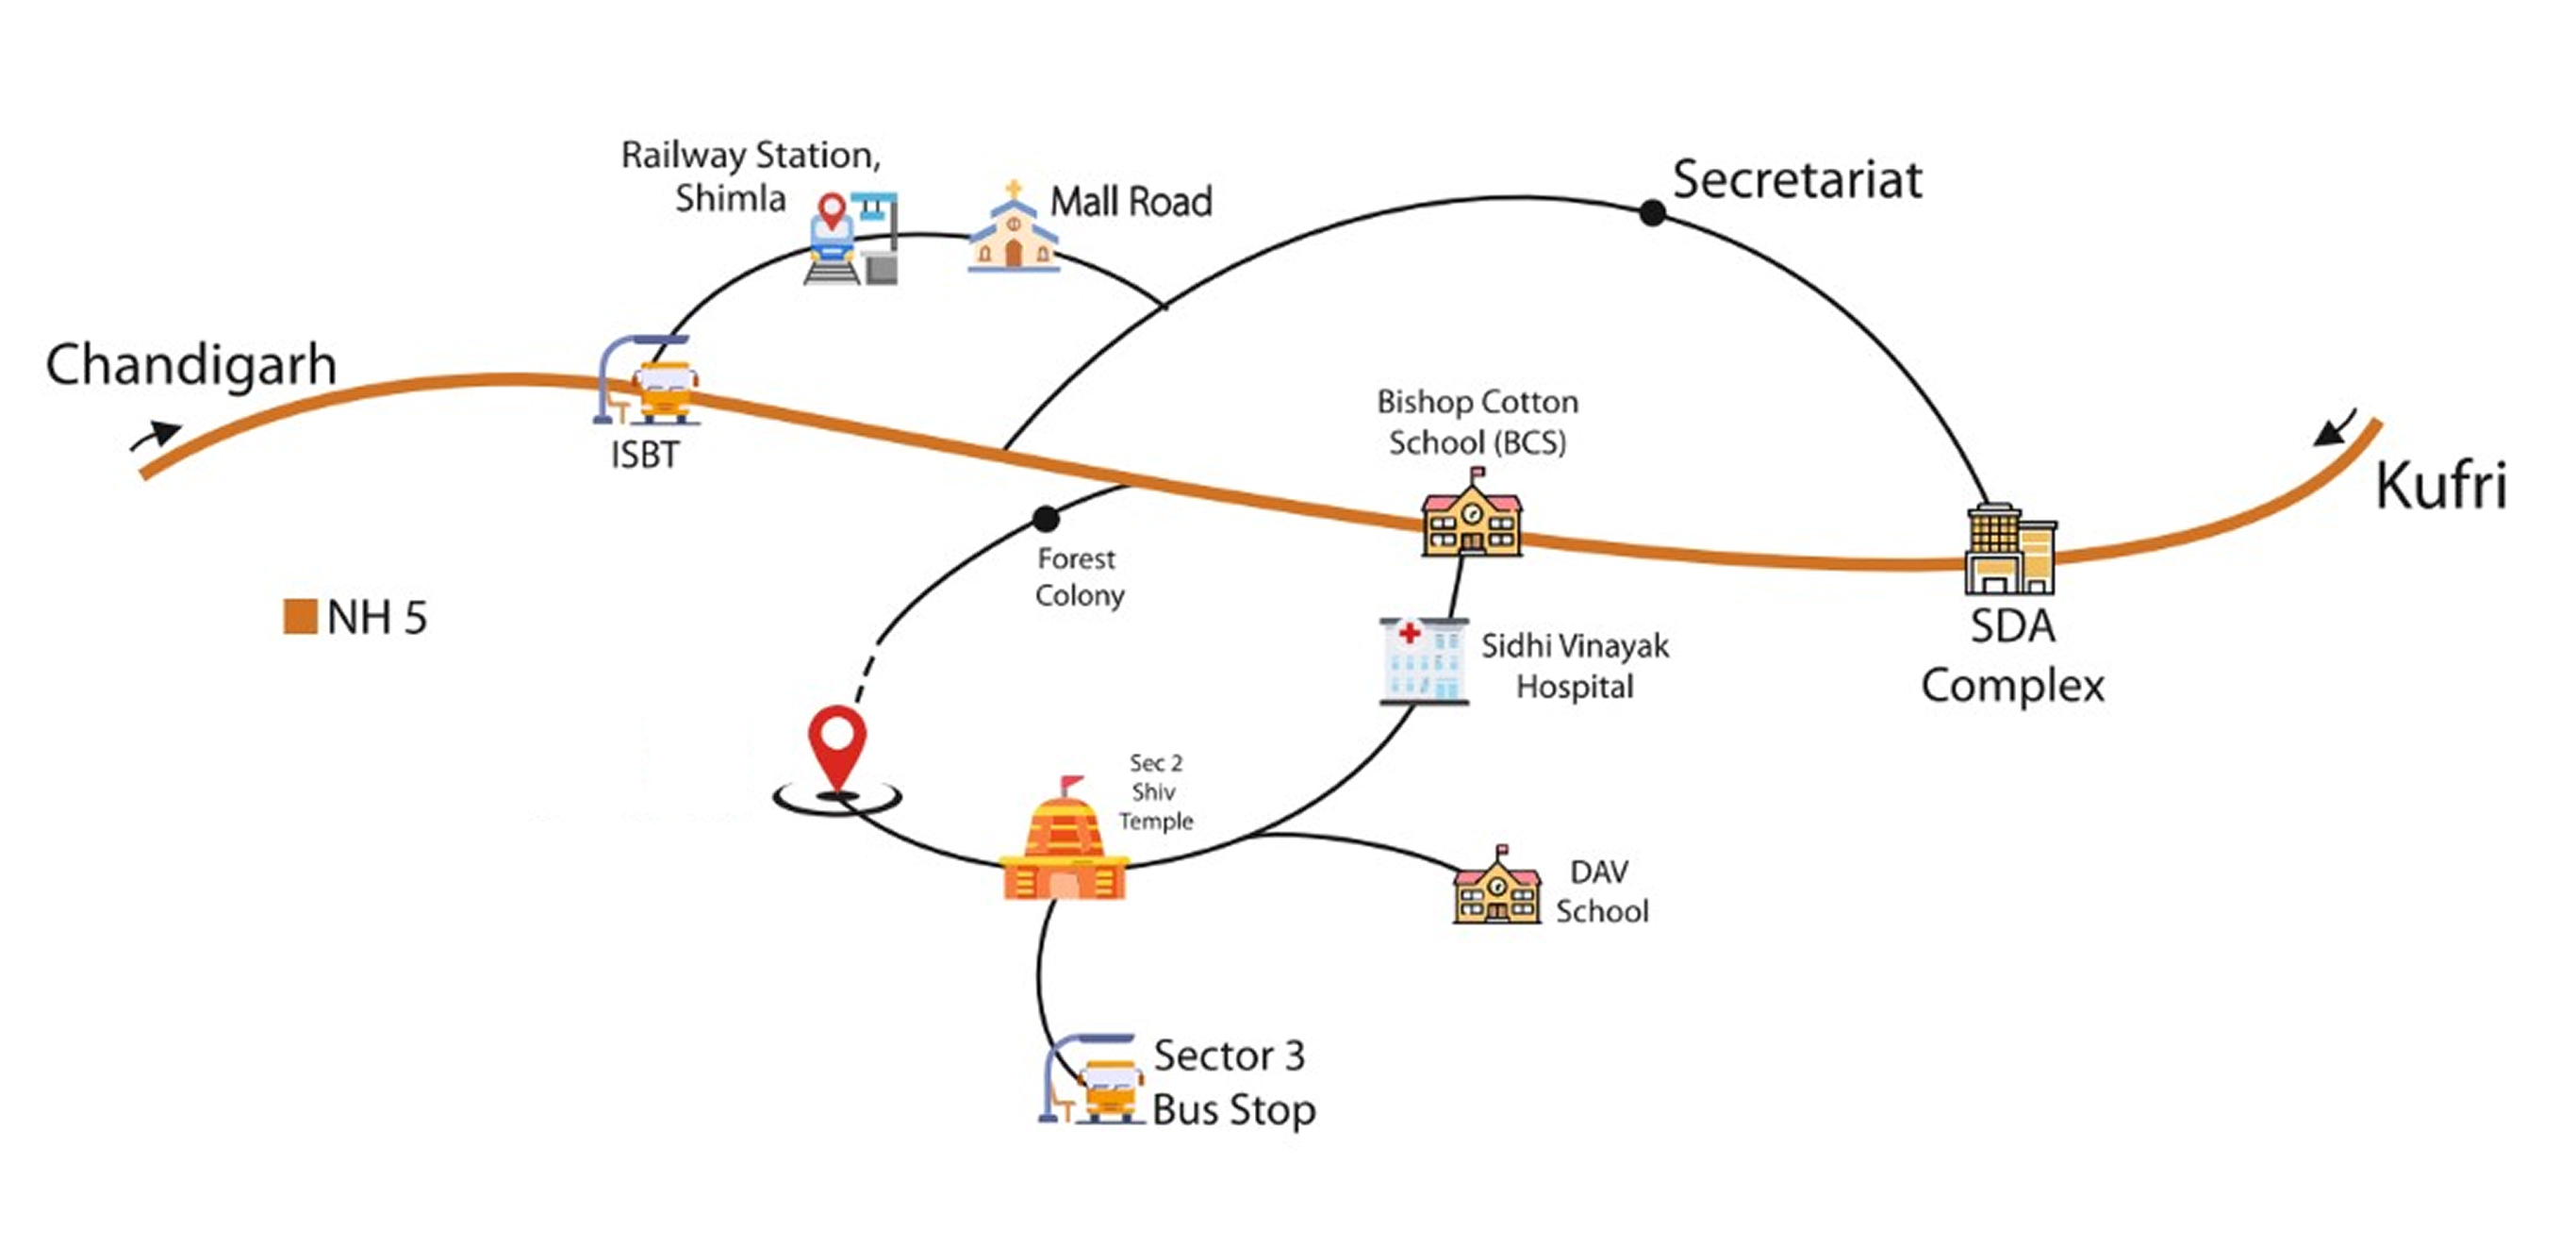 Railway Station,
Shimla
Mall Road
Secretariat
Chandigarh
ISBT
Bishop Cotton
School (BCS)
Kufri
Forest
Colony
NH 5
Sidhi Vinayak
Hospital
SDA
Complex
Sec 2
Shiv
Temple
DAV
School
Sector 3
Bus Stop